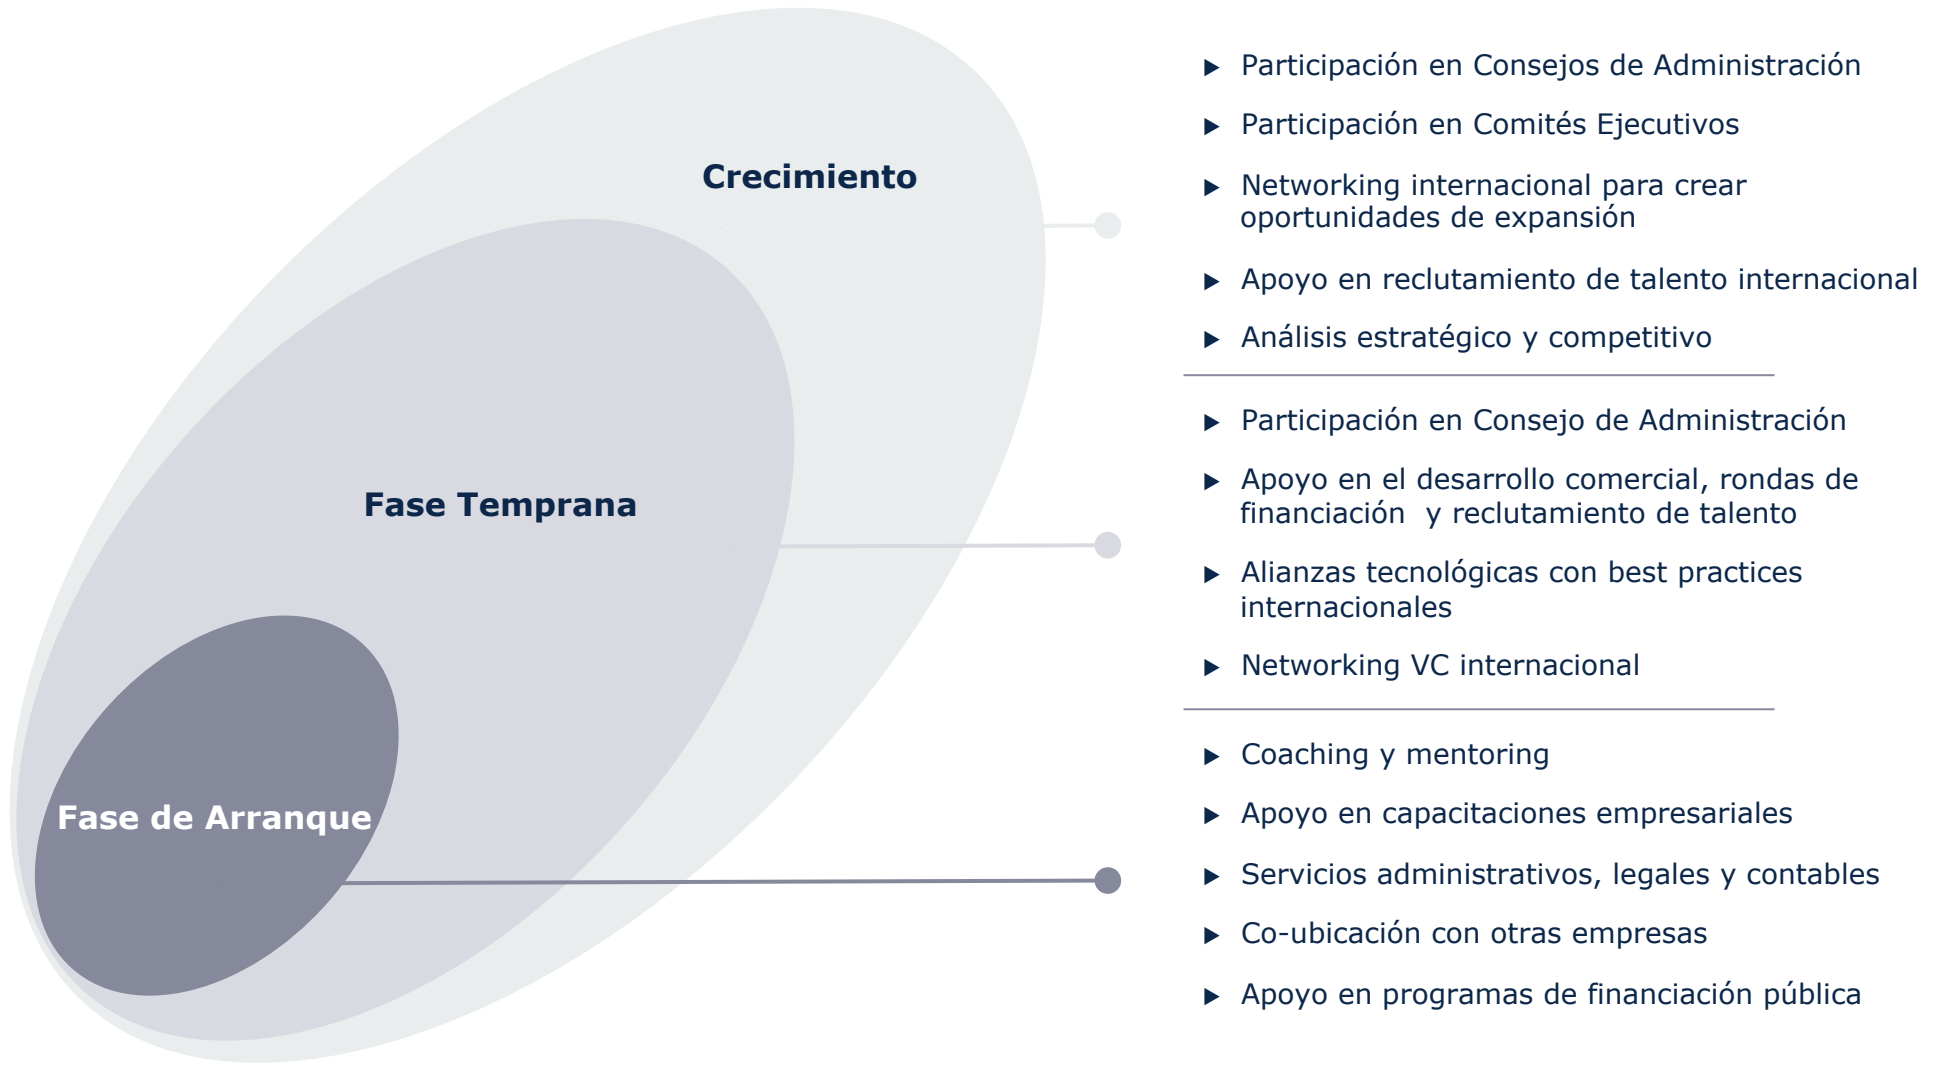 Crecimiento
Participación en Consejos de Administración
Participación en Comités Ejecutivos
Networking internacional para crear
oportunidades de expansión
Apoyo en reclutamiento de talento internacional
Análisis estratégico y competitivo
Fase Temprana
Participación en Consejo de Administración
Apoyo en el desarrollo comercial, rondas de
financiación  y reclutamiento de talento
Alianzas tecnológicas con best practices
internacionales
Networking VC internacional
Fase de Arranque
Coaching y mentoring
Apoyo en capacitaciones empresariales
Servicios administrativos, legales y contables
Co-ubicación con otras empresas
Apoyo en programas de financiación pública